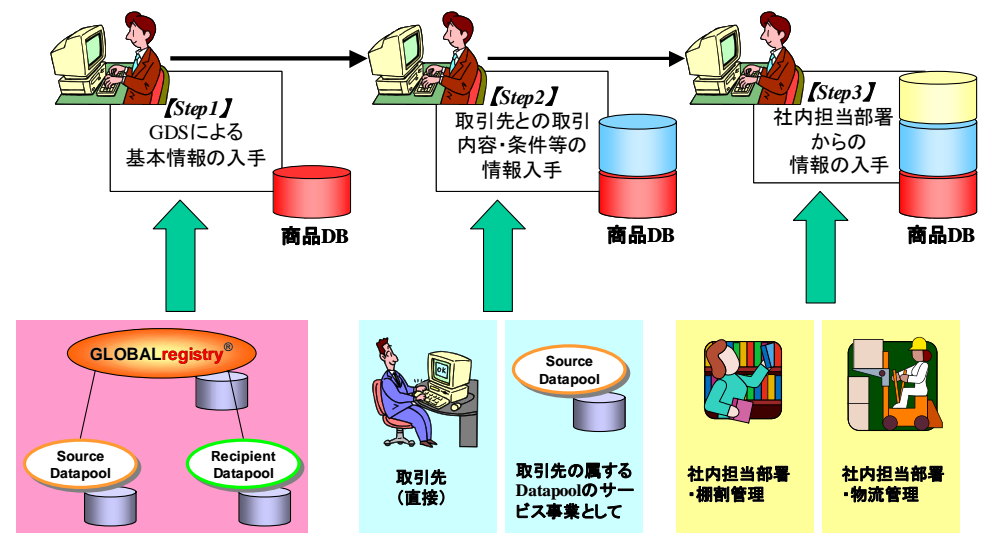 【Step1】
GDSによる
基本情報の入手
商品DB
【Step2】
取引先との取引
内容・条件等の
情報入手
商品DB
【Step3】
社内担当部署
からの
情報の入手
商品DB
GLOBALregistry®
Source
Datapool
Recipient
Datapool
OK
取引先
(直接)
Source
Datapool
取引先の属する
Datapoolのサー
ビス事業として
社内担当部署
・棚割管理
社内担当部署
・物流管理